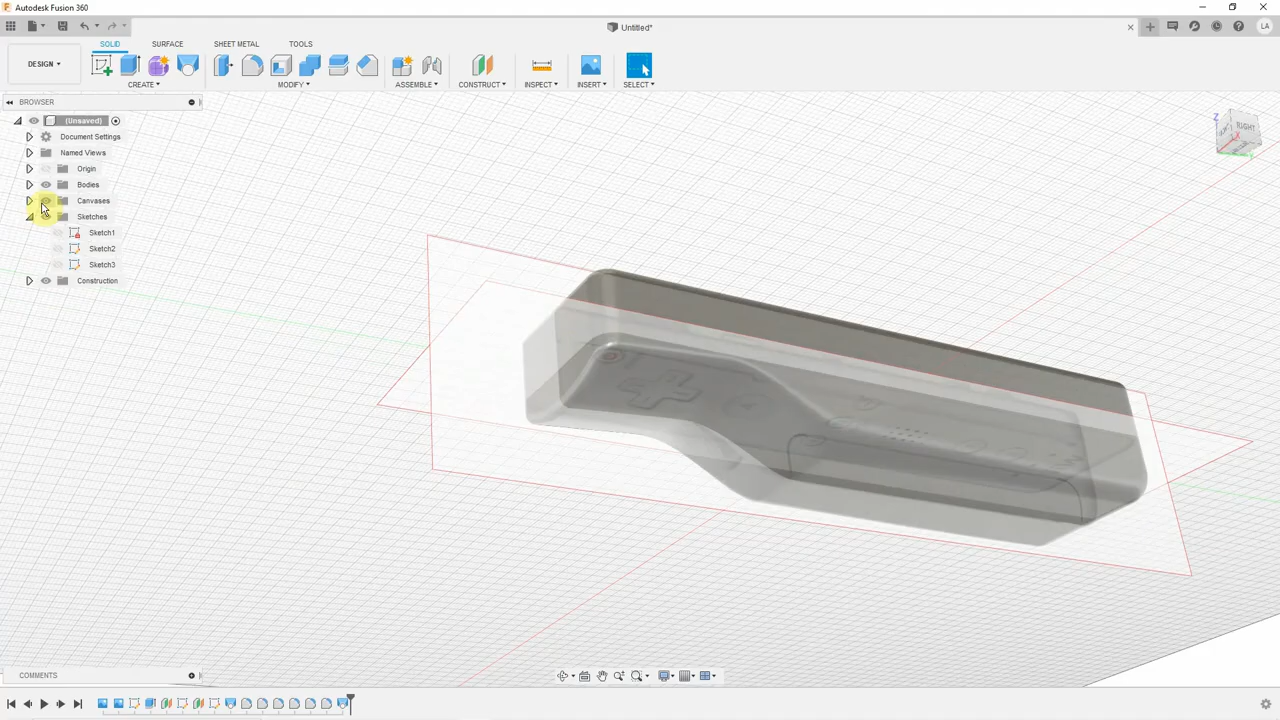 Autodesk Fusion 360
Untitled*
LA
DESIGN
SOLID SURFACE SHEET METAL TOOLS
CREATE MODIFY ASSEMBLE CONSTRUCT INSPECT INSERT SELECT
BROWSER
(Unsaved)
Document Settings
Named Views
Origin
Bodies
Canvases
Sketches
Sketch1
Sketch2
Sketch3
Construction
Z RIGHT
X
Y
COMMENTS